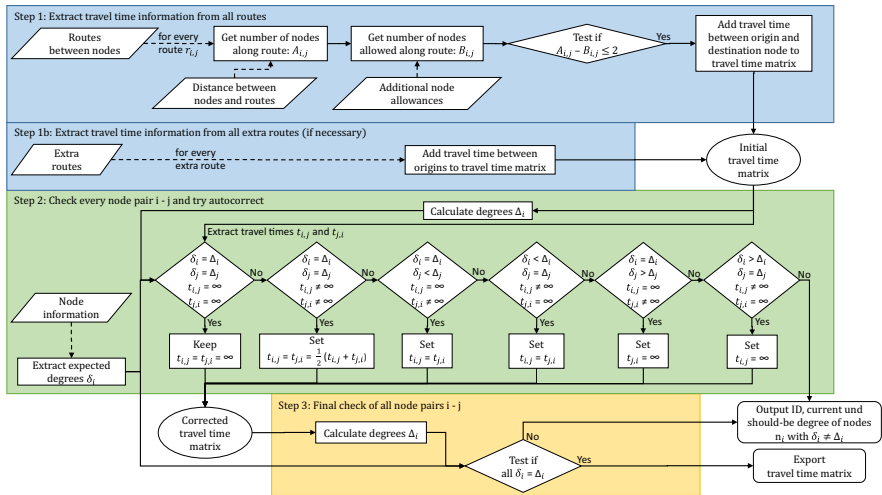 Step 1: Extract travel time information from all routes
Routes
between nodes
for every
route r_{i,j}
Get number of nodes
along route: A_{i,j}
Get number of nodes
allowed along route: B_{i,j}
Test if
A_{i,j} − B_{i,j} ≤ 2
Yes
Add travel time
between origin and
destination node to
travel time matrix
Distance between
nodes and routes
Additional node
allowances
Step 1b: Extract travel time information from all extra routes (if necessary)
Extra
routes
for every
extra route
Add travel time between
origins to travel time matrix
Initial
travel time
matrix
Step 2: Check every node pair i - j and try autocorrect
Calculate degrees Δ_i
Extract travel times t_{i,j} and t_{j,i}
δ_i = Δ_i
δ_j = Δ_j
t_{i,j} = ∞
t_{j,i} = ∞
No
δ_i = Δ_i
δ_j = Δ_j
t_{i,j} ≠ ∞
t_{j,i} ≠ ∞
No
δ_i = Δ_i
δ_j < Δ_j
t_{i,j} = ∞
t_{j,i} ≠ ∞
No
δ_i < Δ_i
δ_j = Δ_j
t_{i,j} = ∞
t_{j,i} ≠ ∞
No
δ_i = Δ_i
δ_j > Δ_j
t_{i,j} = ∞
t_{j,i} ≠ ∞
No
δ_i > Δ_i
δ_j = Δ_j
t_{i,j} ≠ ∞
t_{j,i} = ∞
No
Node
information
Extract expected
degrees δ_i
Yes
Keep
t_{i,j} = t_{j,i} = ∞
Yes
Set
t_{i,j} = t_{j,i} = 1/2 (t_{i,j} + t_{j,i})
Yes
Set
t_{i,j} = t_{j,i}
Yes
Set
t_{i,j} = t_{j,i}
Yes
Set
t_{j,i} = ∞
Yes
Set
t_{i,j} = ∞
Step 3: Final check of all node pairs i - j
Corrected
travel time
matrix
Calculate degrees Δ_i
Test if
all δ_i = Δ_i
No
Yes
Output ID, current und
should-be degree of nodes
n_i with δ_i ≠ Δ_i
Export
travel time matrix